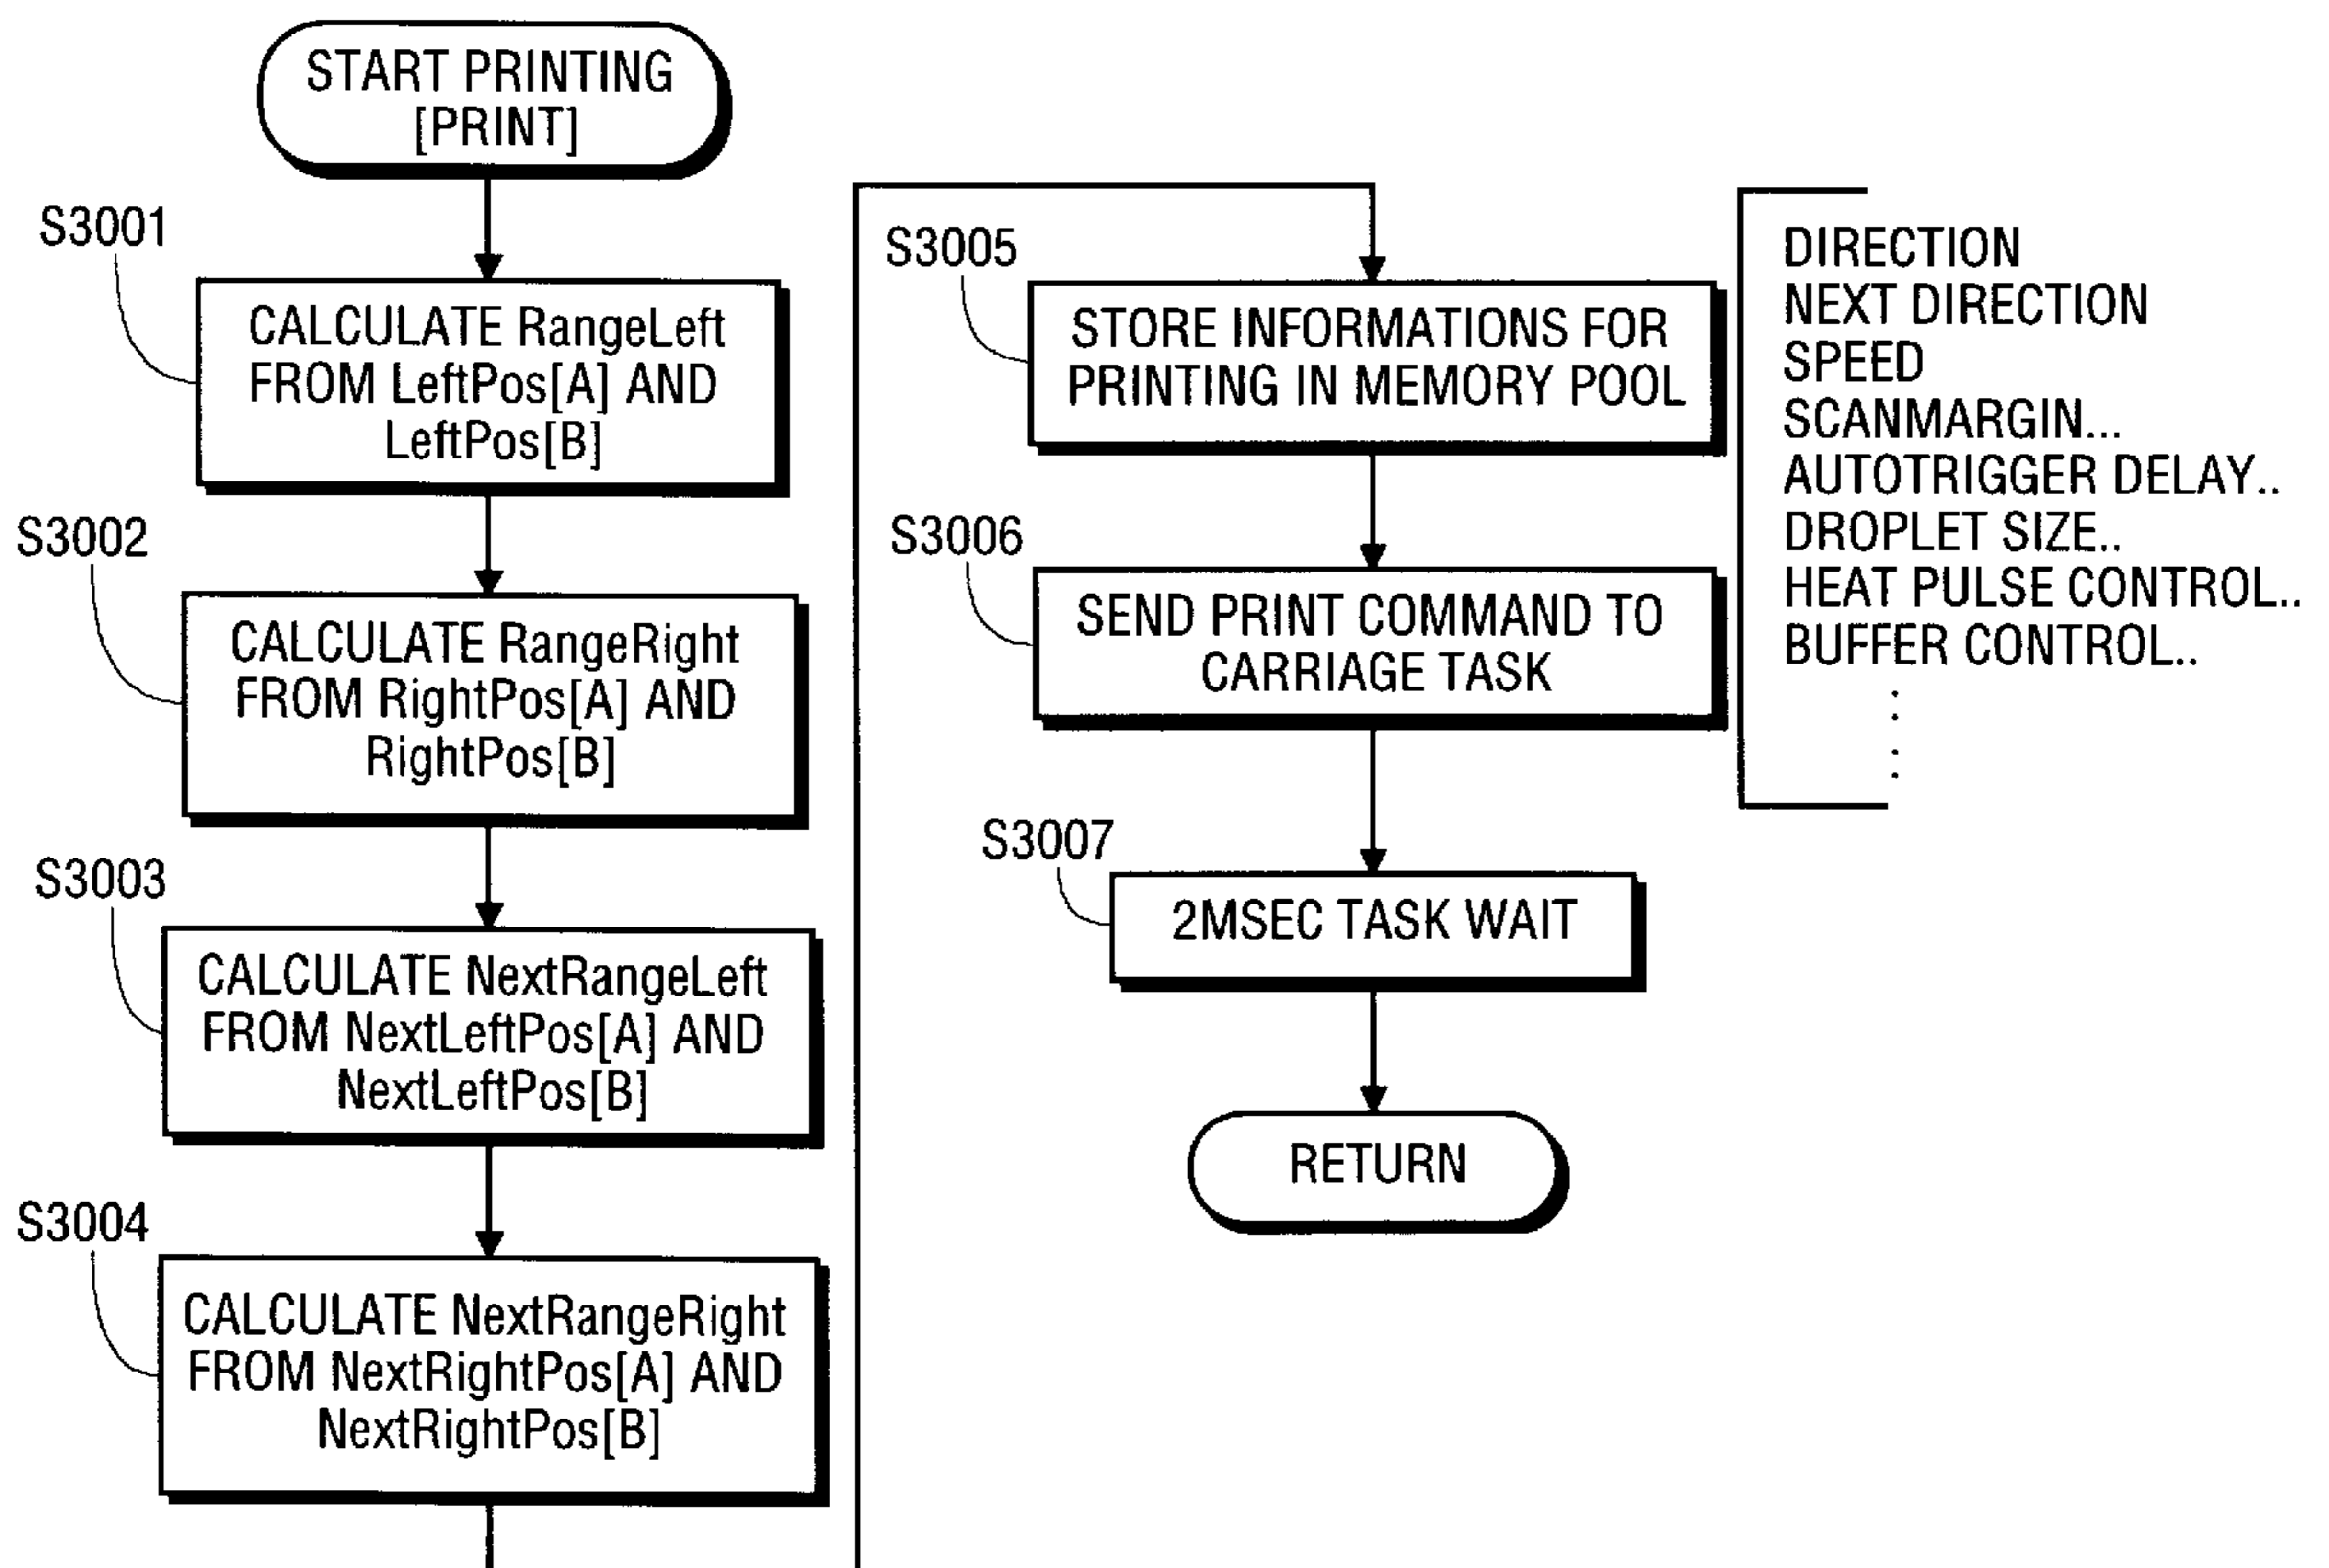 START PRINTING
[PRINT]
S3001
CALCULATE RangeLeft
FROM LeftPos[A] AND
LeftPos[B]
S3002
CALCULATE RangeRight
FROM RightPos[A] AND
RightPos[B]
S3003
CALCULATE NextRangeLeft
FROM NextLeftPos[A] AND
NextLeftPos[B]
S3004
CALCULATE NextRangeRight
FROM NextRightPos[A] AND
NextRightPos[B]
S3005
STORE INFORMATIONS FOR
PRINTING IN MEMORY POOL
S3006
SEND PRINT COMMAND TO
CARRIAGE TASK
S3007
2MSEC TASK WAIT
RETURN
DIRECTION
NEXT DIRECTION
SPEED
SCANMARGIN...
AUTOTRIGGER DELAY..
DROPLET SIZE..
HEAT PULSE CONTROL..
BUFFER CONTROL..